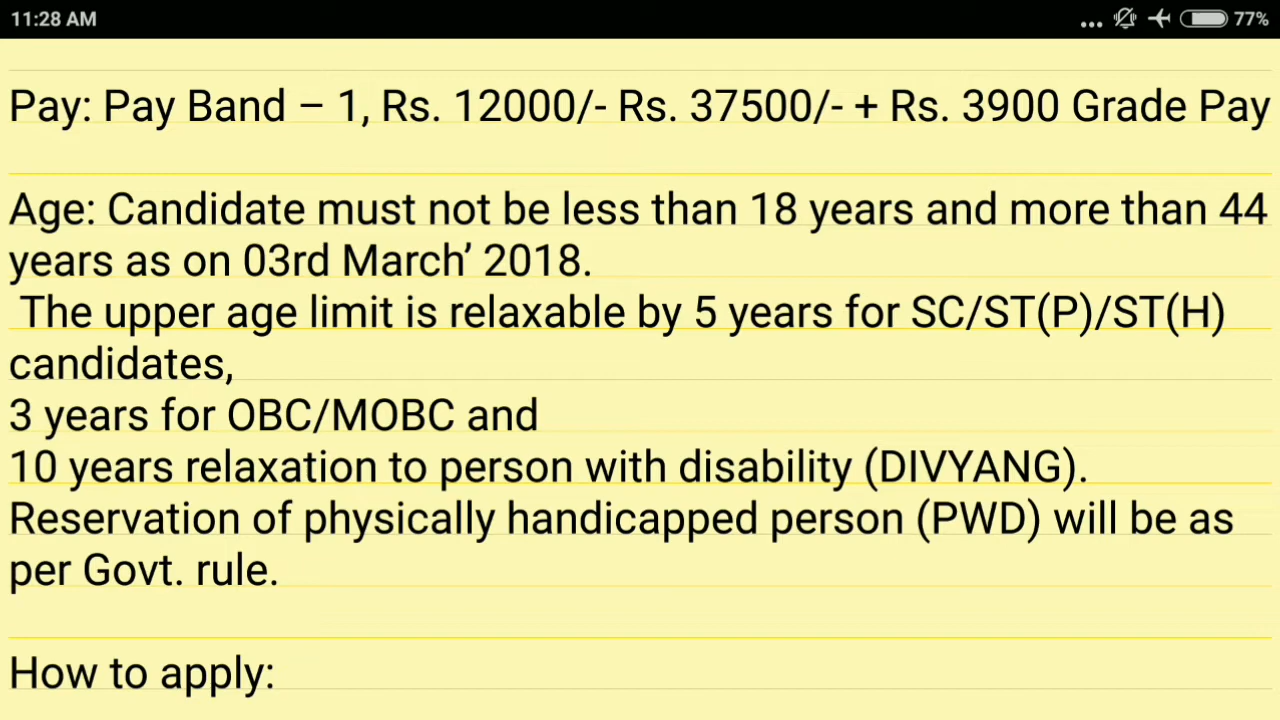 11:28 AM
... 77%
Pay: Pay Band – 1, Rs. 12000/- Rs. 37500/- + Rs. 3900 Grade Pay
Age: Candidate must not be less than 18 years and more than 44
years as on 03rd March’ 2018.
The upper age limit is relaxable by 5 years for SC/ST(P)/ST(H)
candidates,
3 years for OBC/MOBC and
10 years relaxation to person with disability (DIVYANG).
Reservation of physically handicapped person (PWD) will be as
per Govt. rule.
How to apply: